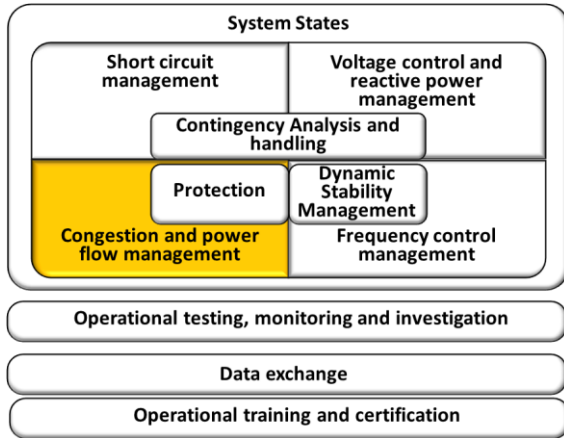 System States
Short circuit
management
Voltage control and
reactive power
management
Contingency Analysis and
handling
Protection
Dynamic
Stability
Management
Congestion and power
flow management
Frequency control
management
Operational testing, monitoring and investigation
Data exchange
Operational training and certification